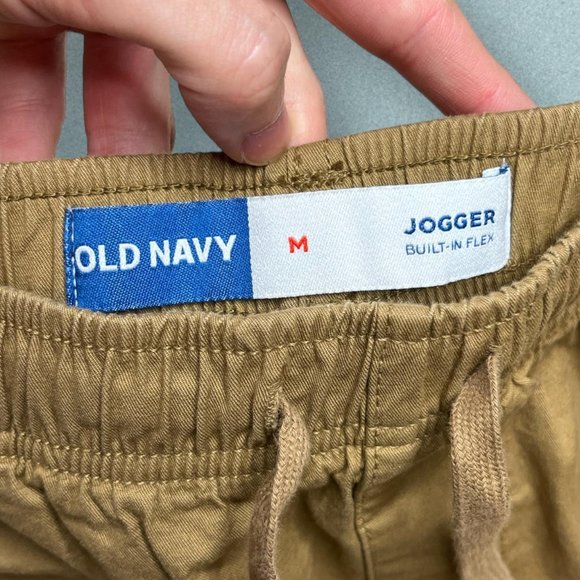 OLD NAVY
M
JOGGER
BUILT-IN FLEX